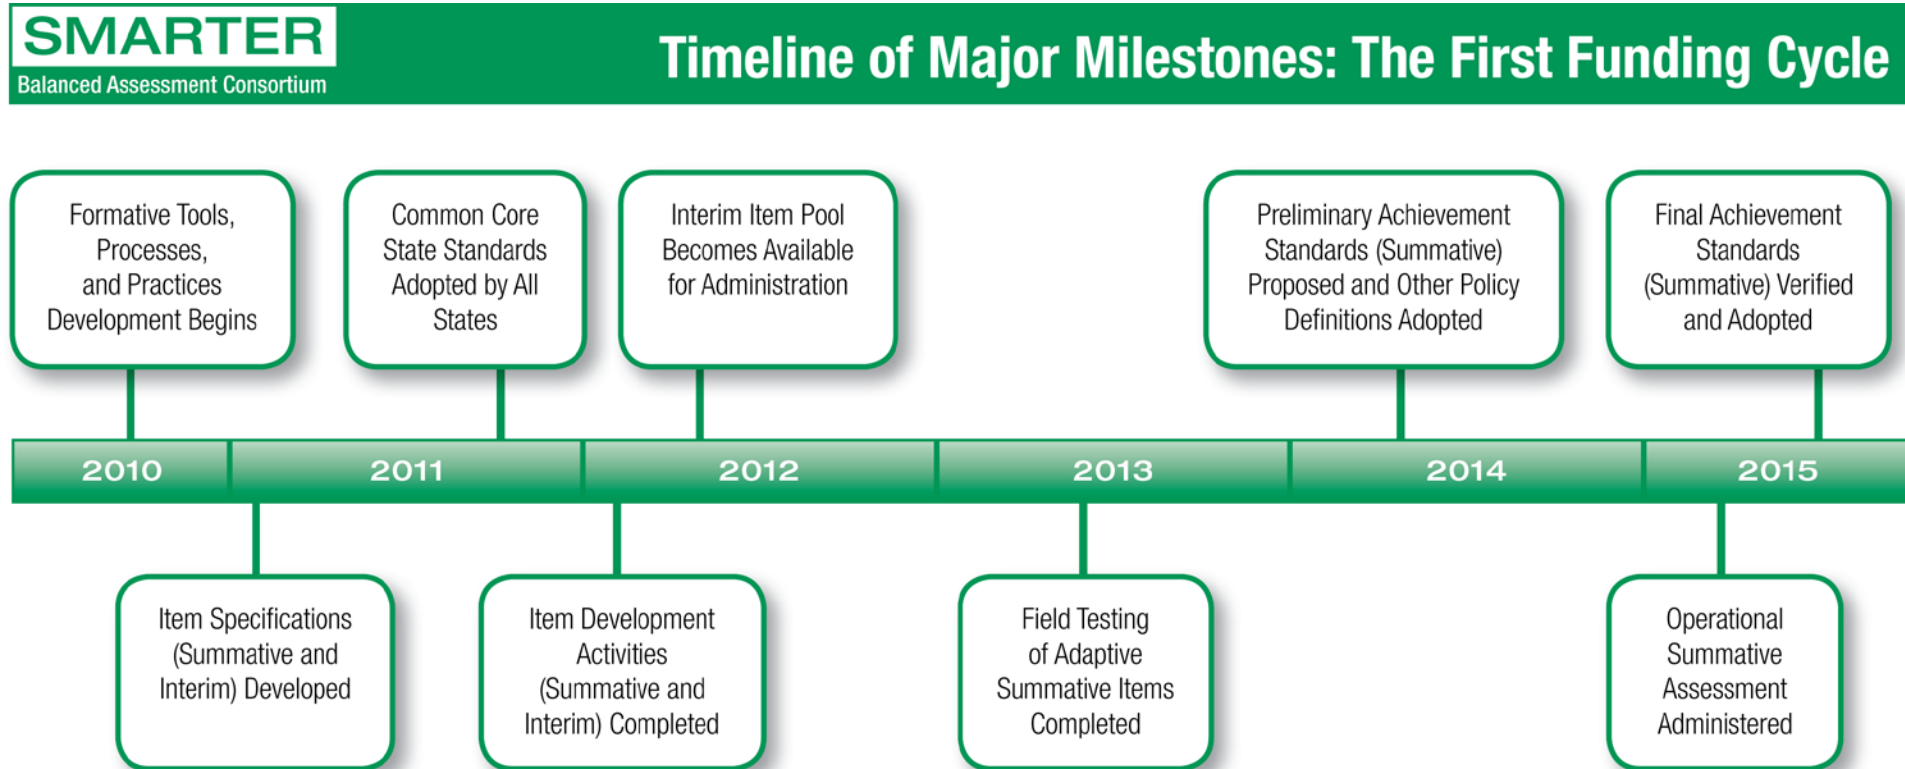 SMARTER
Balanced Assessment Consortium
Timeline of Major Milestones: The First Funding Cycle
Formative Tools,
Processes,
and Practices
Development Begins
Common Core
State Standards
Adopted by All
States
Interim Item Pool
Becomes Available
for Administration
Preliminary Achievement
Standards (Summative)
Proposed and Other Policy
Definitions Adopted
Final Achievement
Standards
(Summative) Verified
and Adopted
2010
2011
2012
2013
2014
2015
Item Specifications
(Summative and
Interim) Developed
Item Development
Activities
(Summative and
Interim) Completed
Field Testing
of Adaptive
Summative Items
Completed
Operational
Summative
Assessment
Administered